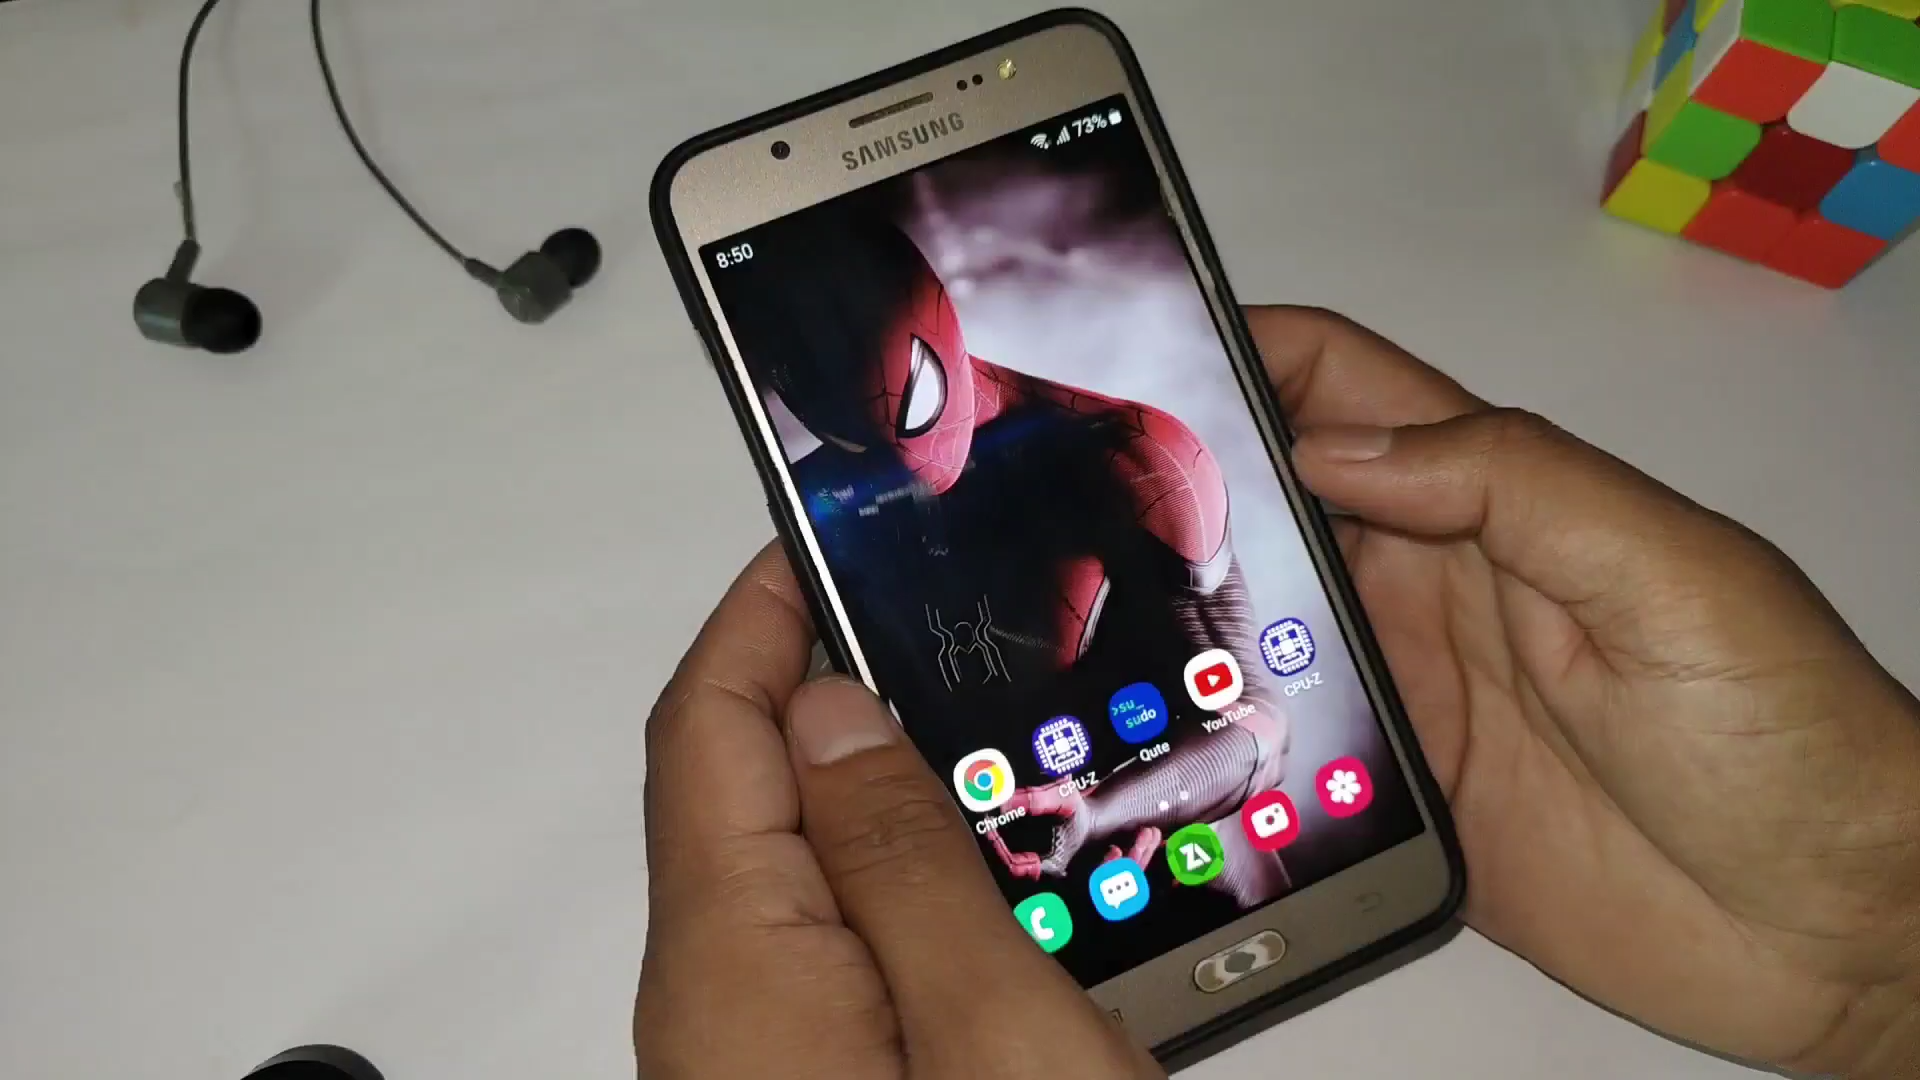 SAMSUNG
73%
8:50
CPU-Z
>su_
sudo
YouTube
Qute
CPU-Z
Chrome